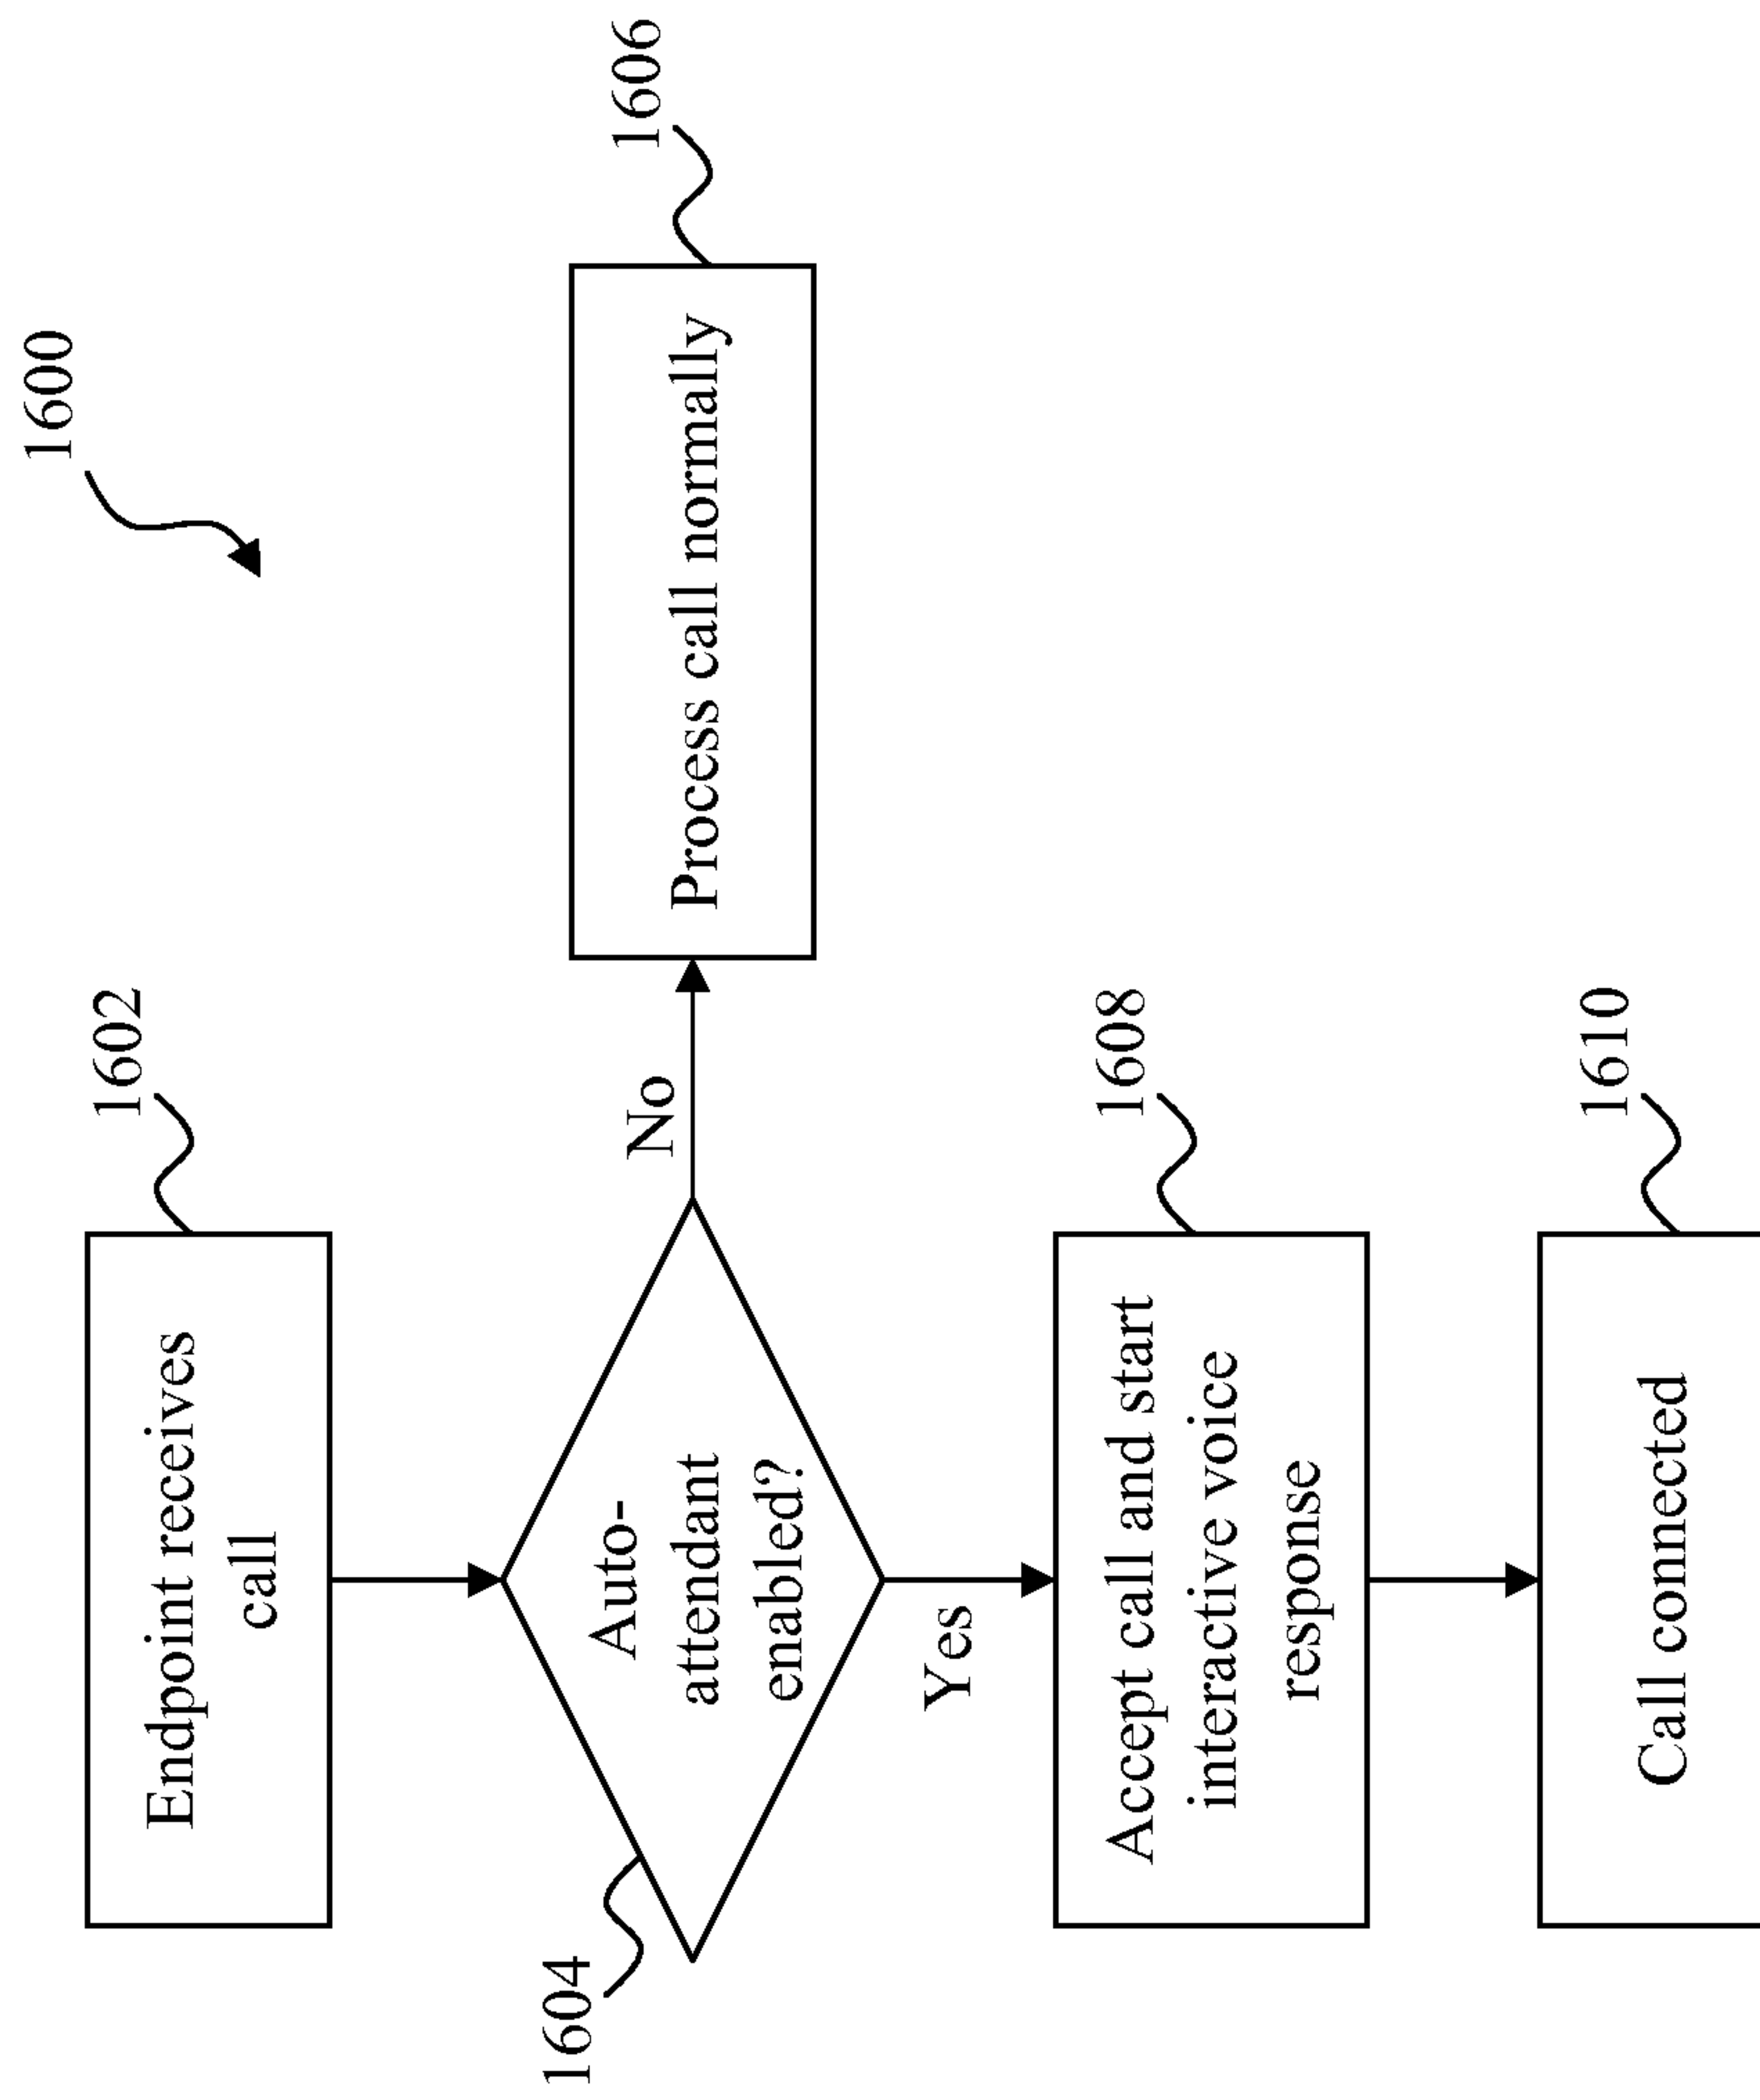 1600
1602
Endpoint receives
call
1604
Auto-
attendant
enabled?
No
1606
Process call normally
Yes
1608
Accept call and start
interactive voice
response
1610
Call connected